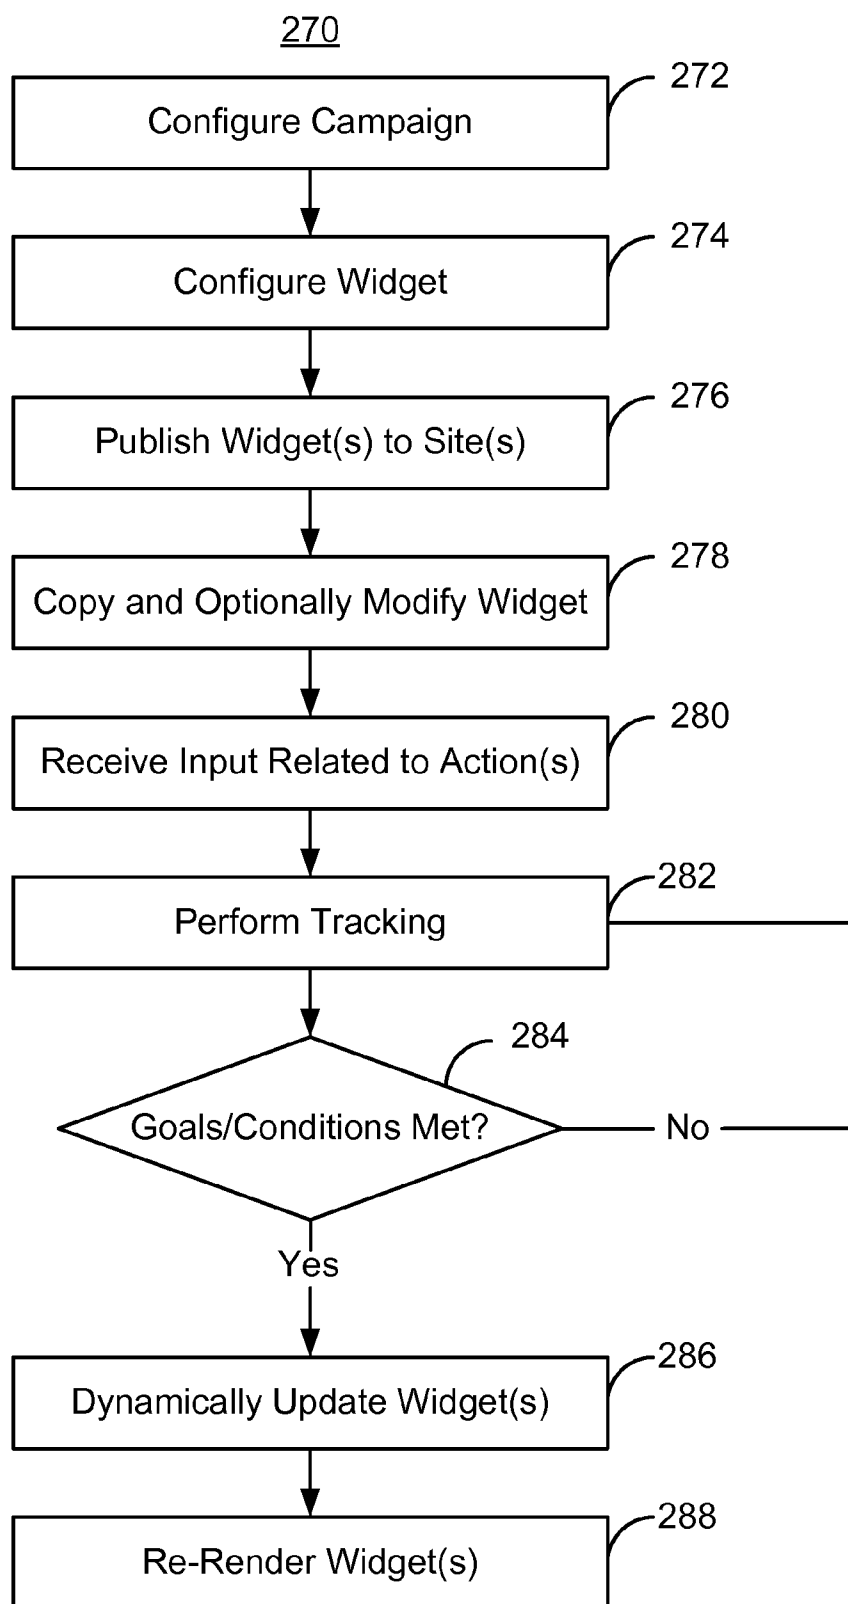 270
272
Configure Campaign
274
Configure Widget
276
Publish Widget(s) to Site(s)
278
Copy and Optionally Modify Widget
280
Receive Input Related to Action(s)
282
Perform Tracking
284
Goals/Conditions Met?
No
Yes
286
Dynamically Update Widget(s)
288
Re-Render Widget(s)